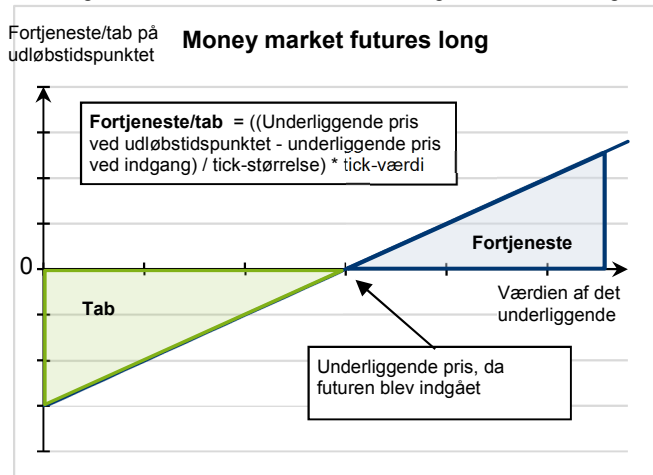 Fortjeneste/tab på
udløbstidspunktet
Money market futures long
Fortjeneste/tab = ((Underliggende pris
ved udløbstidspunktet - underliggende pris
ved indgang) / tick-størrelse) * tick-værdi
Fortjeneste
0
Tab
Værdien af det
underliggende
Underliggende pris, da
futuren blev indgået